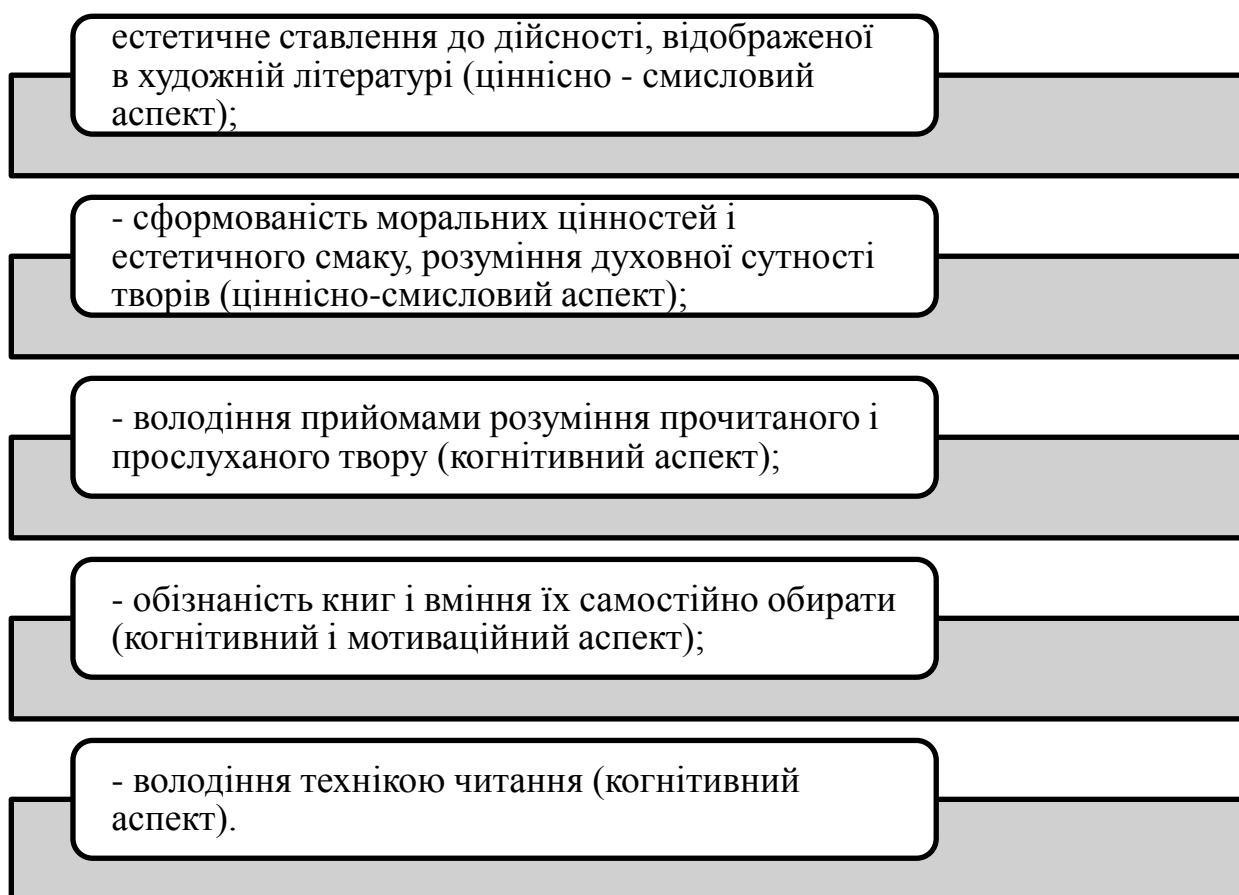 естетичне ставлення до дійсності, відображеної
в художній літературі (ціннісно - смисловий
аспект);
- сформованість моральних цінностей і
естетичного смаку, розуміння духовної сутності
творів (ціннісно-смисловий аспект);
- володіння прийомами розуміння прочитаного і
прослуханого твору (когнітивний аспект);
- обізнаність книг і вміння їх самостійно обирати
(когнітивний і мотиваційний аспект);
- володіння технікою читання (когнітивний
аспект).